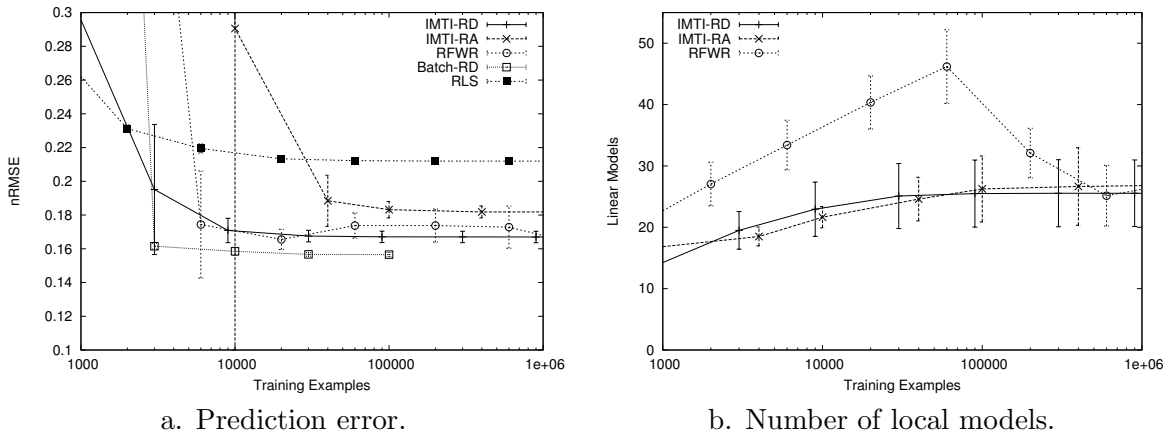 0.3
0.28
0.26
0.24
0.22
0.2
0.18
0.16
0.14
0.12
0.1
nRMSE
1000
10000
100000
1e+06
Training Examples
IMTI-RD
IMTI-RA
RFWR
Batch-RD
RLS
a. Prediction error.
50
40
30
20
10
0
Linear Models
1000
10000
100000
1e+06
Training Examples
IMTI-RD
IMTI-RA
RFWR
b. Number of local models.